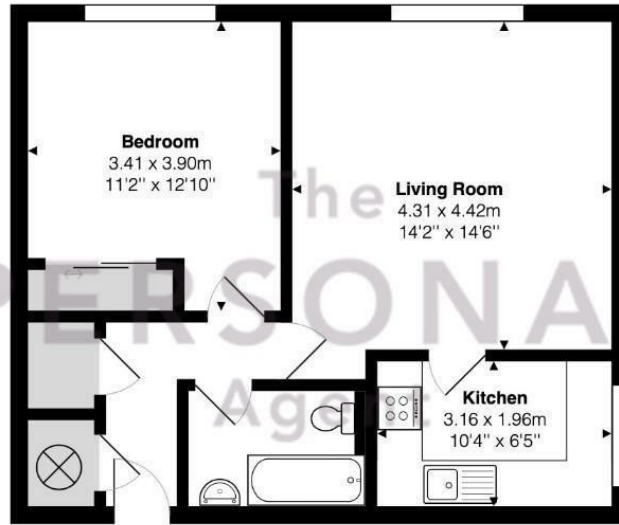 Bedroom
3.41 x 3.90m
11'2" x 12'10"
Living Room
4.31 x 4.42m
14'2" x 14'6"
The
PERSONA
Agent
Kitchen
3.16 x 1.96m
10'4" x 6'5"